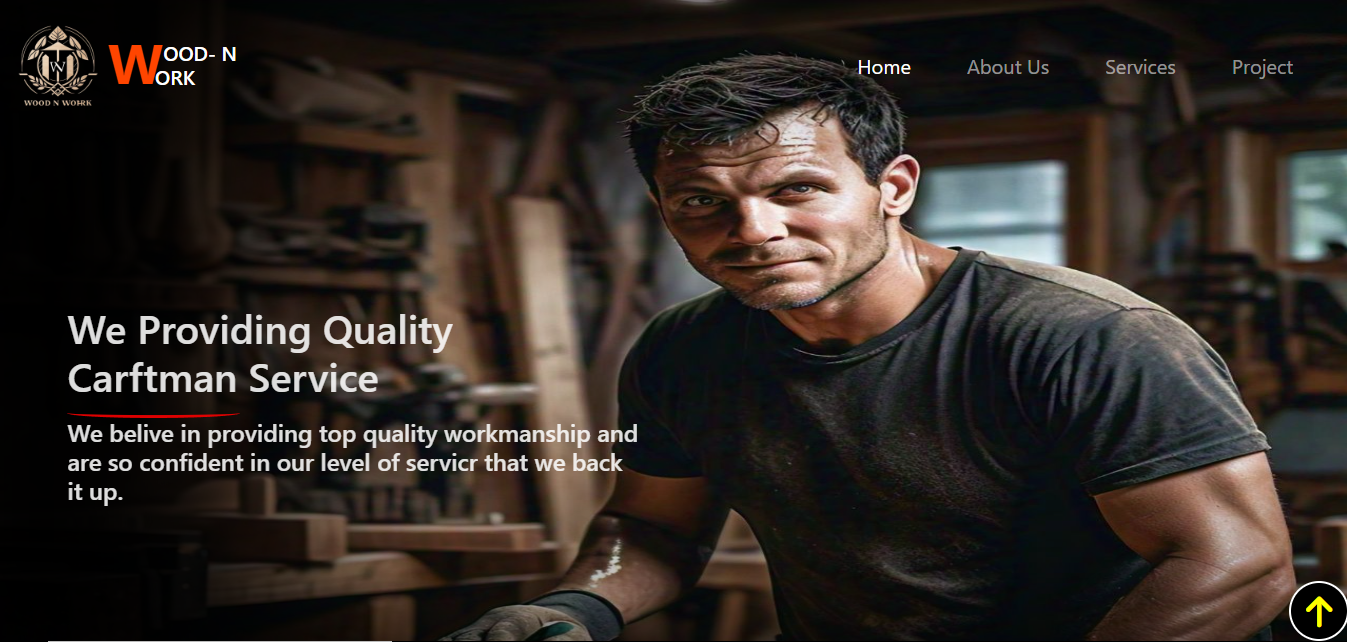 WOOD- N
ORK
WOOD N WORK
Home
About Us
Services
Project
We Providing Quality
Carftman Service
We belive in providing top quality workmanship and
are so confident in our level of servicr that we back
it up.